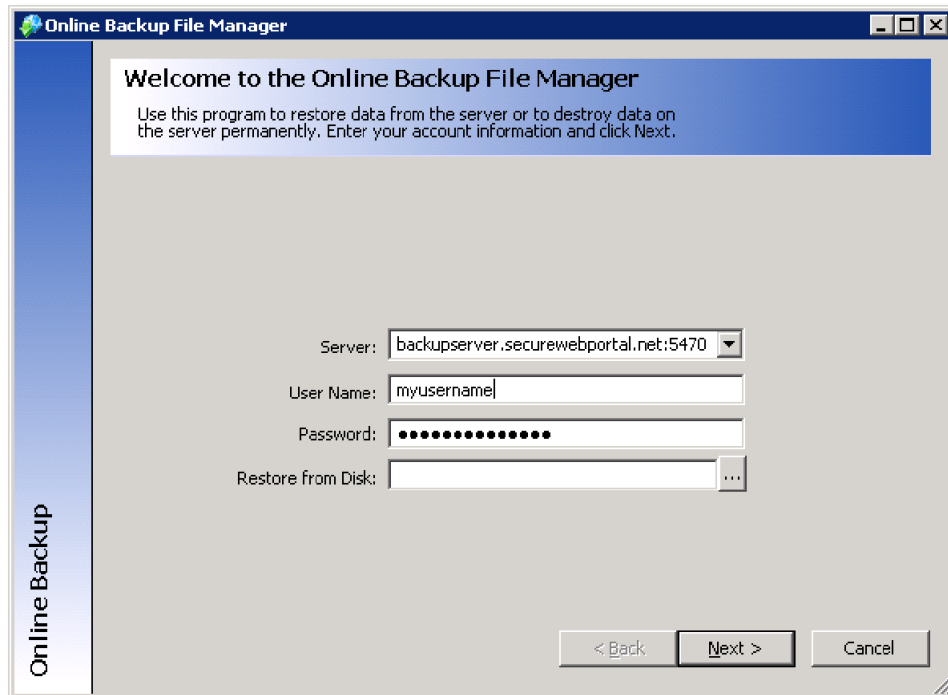 Online Backup File Manager
Welcome to the Online Backup File Manager
Use this program to restore data from the server or to destroy data on
the server permanently. Enter your account information and click Next.
Server: backupserver.securewebportal.net:5470
User Name: myusername
Password: ●●●●●●●●●●●●●●
Restore from Disk: ...
Online Backup
< Back Next > Cancel